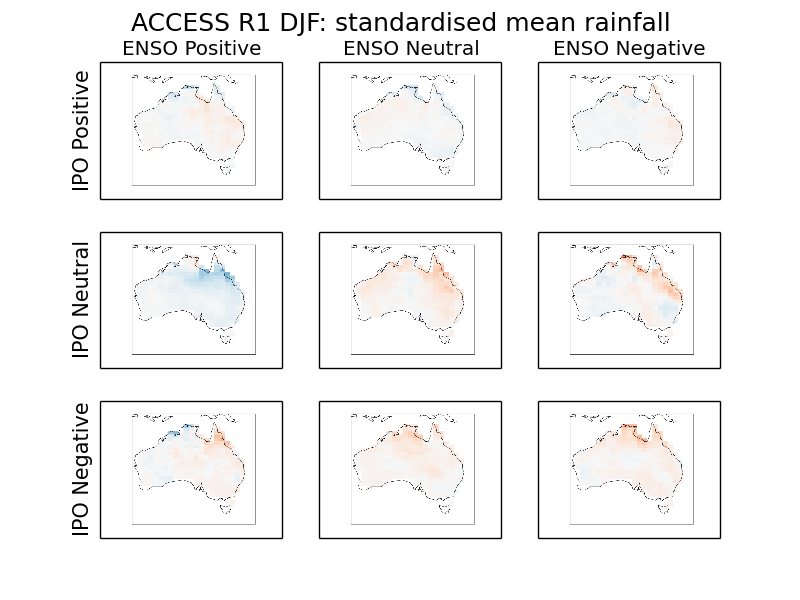 ACCESS R1 DJF: standardised mean rainfall
ENSO Positive
ENSO Neutral
ENSO Negative
IPO Positive
IPO Neutral
IPO Negative